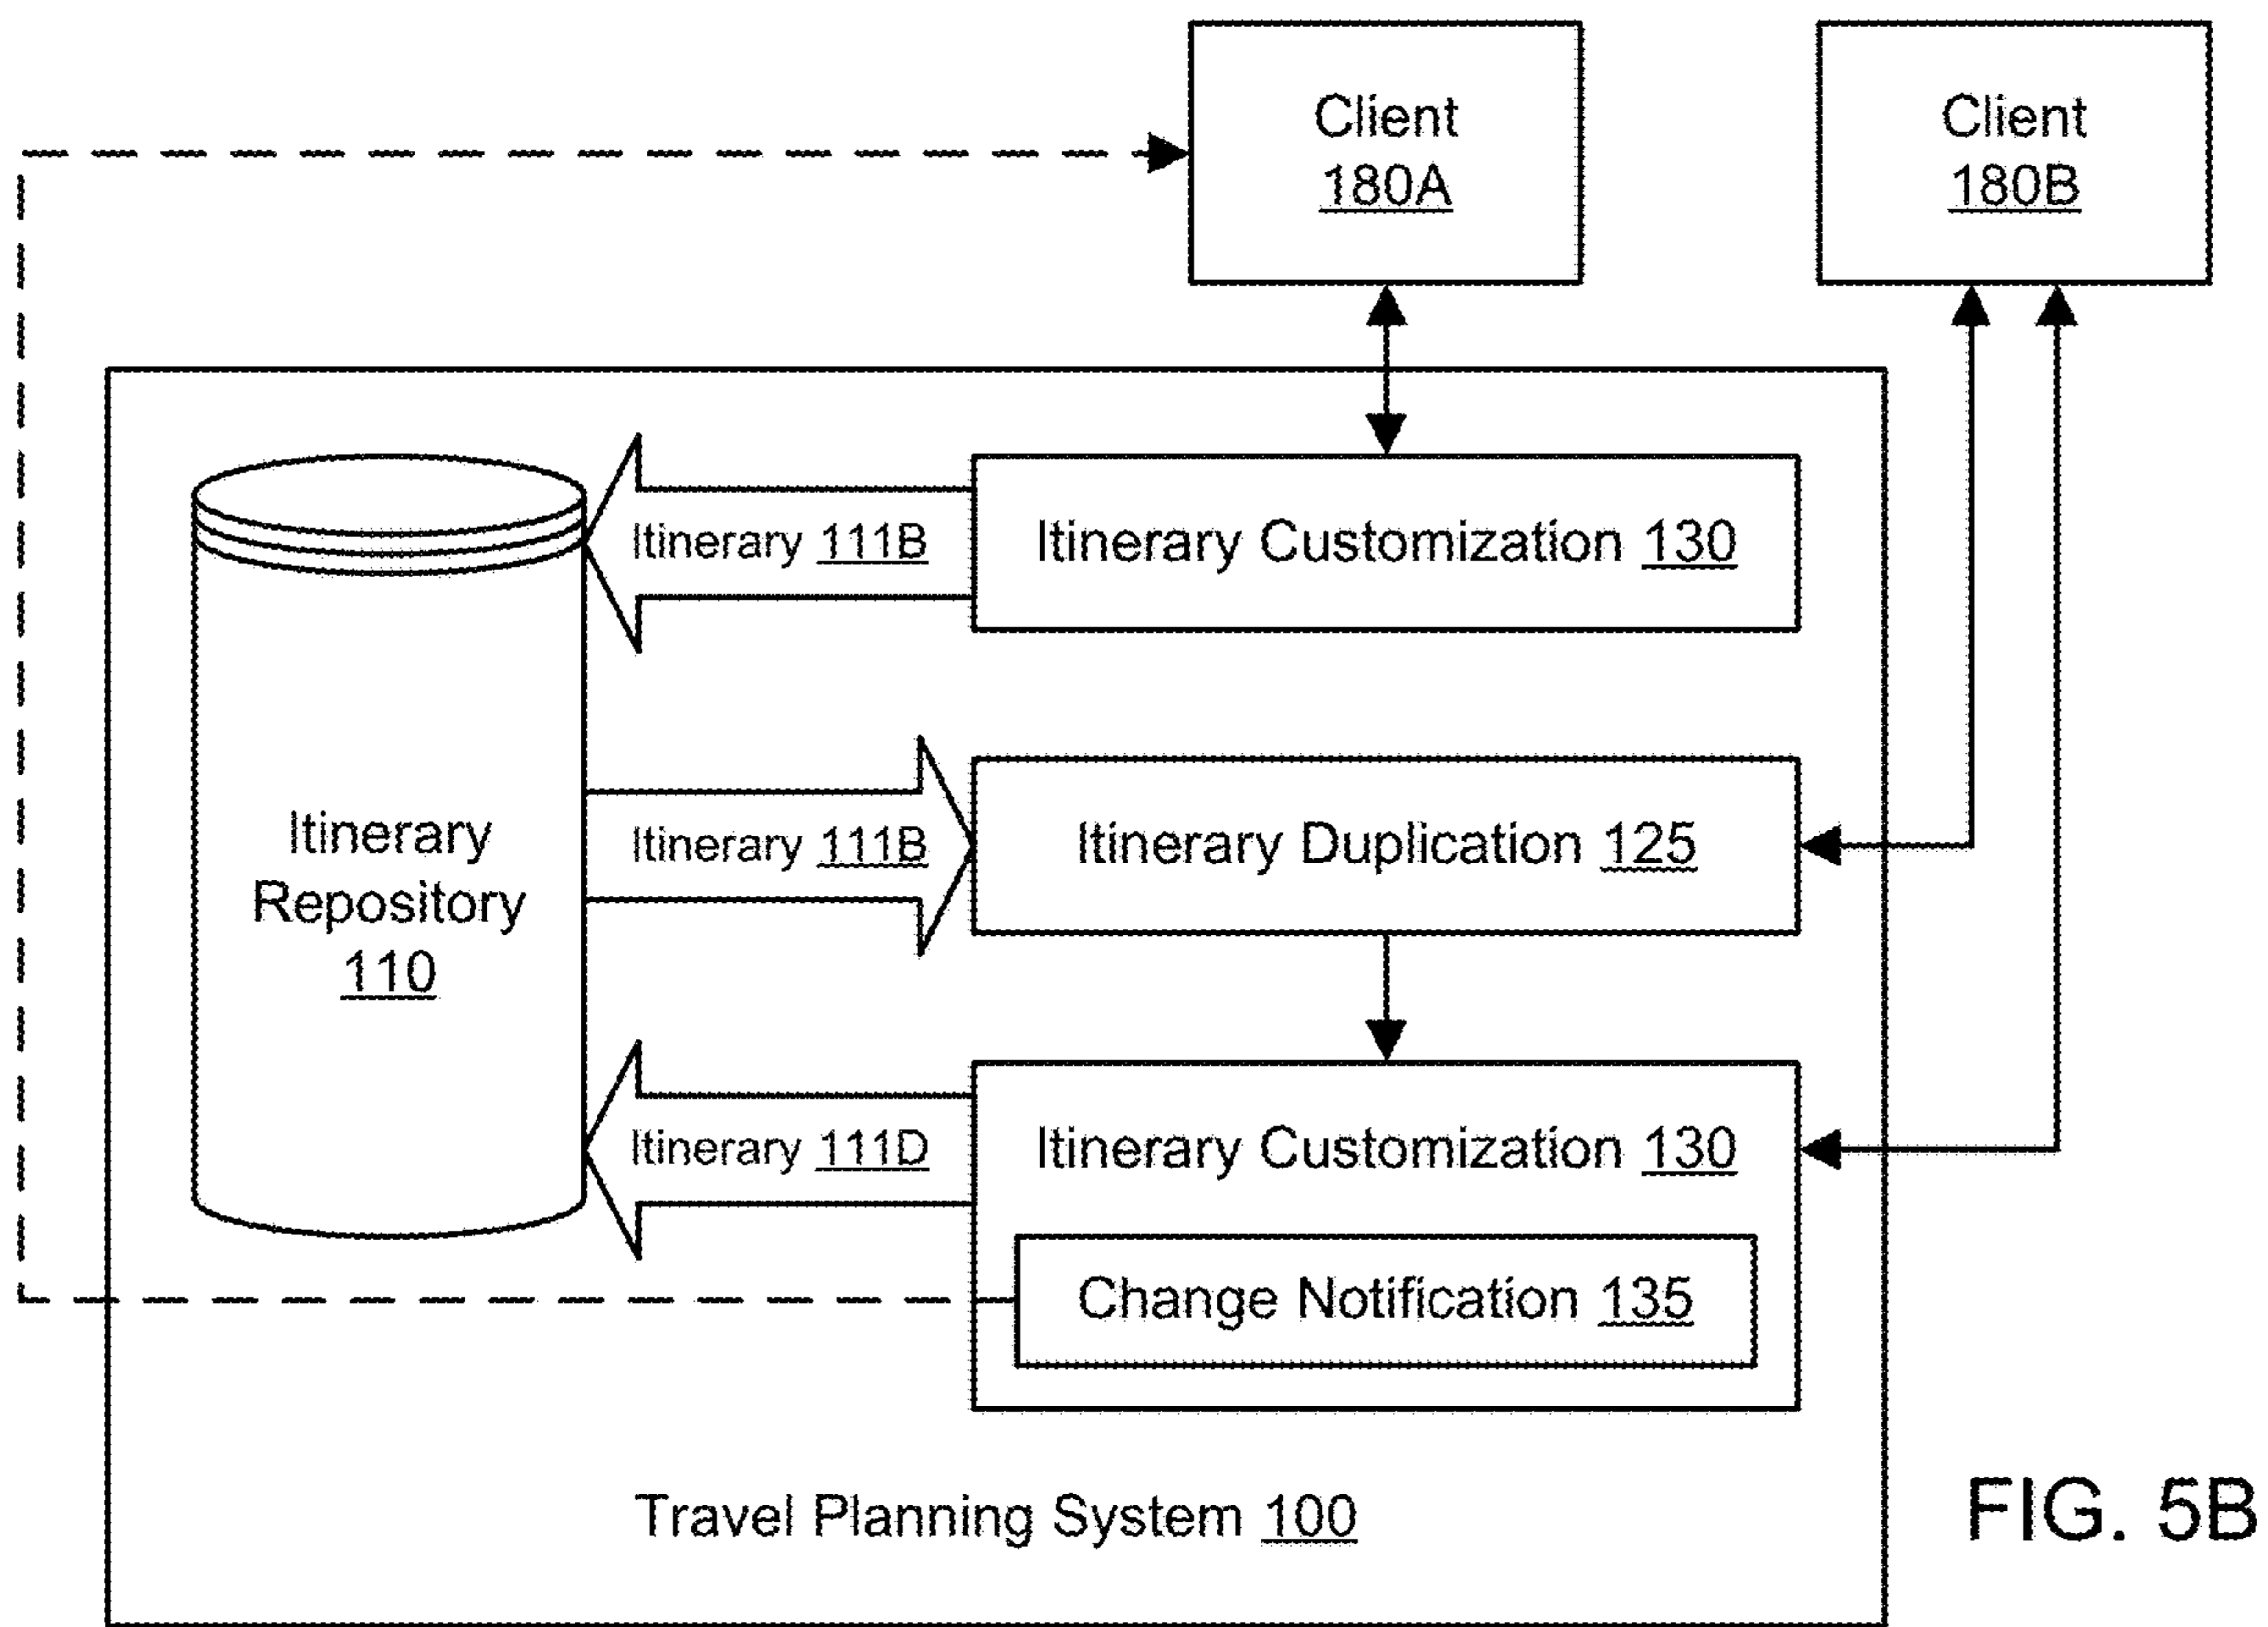 Client
180A
Client
180B
Itinerary 111B
Itinerary Customization 130
Itinerary
Repository
110
Itinerary 111B
Itinerary Duplication 125
Itinerary 111D
Itinerary Customization 130
Change Notification 135
Travel Planning System 100
FIG. 5B